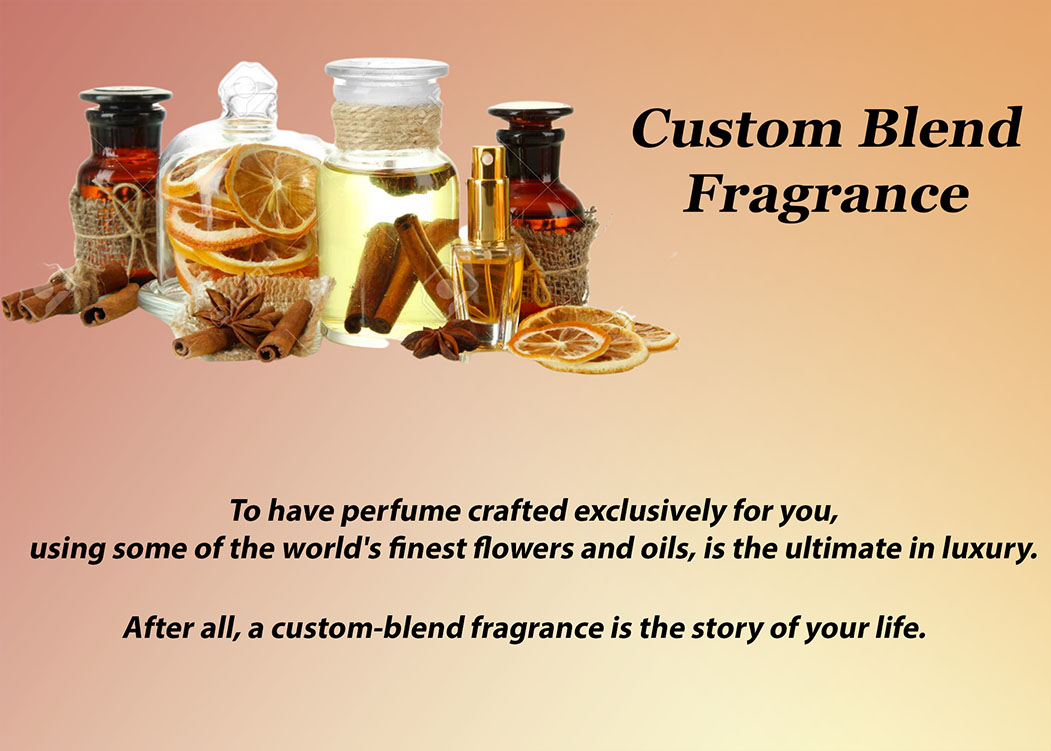 Custom Blend
Fragrance
To have perfume crafted exclusively for you,
using some of the world's finest flowers and oils, is the ultimate in luxury.
After all, a custom-blend fragrance is the story of your life.